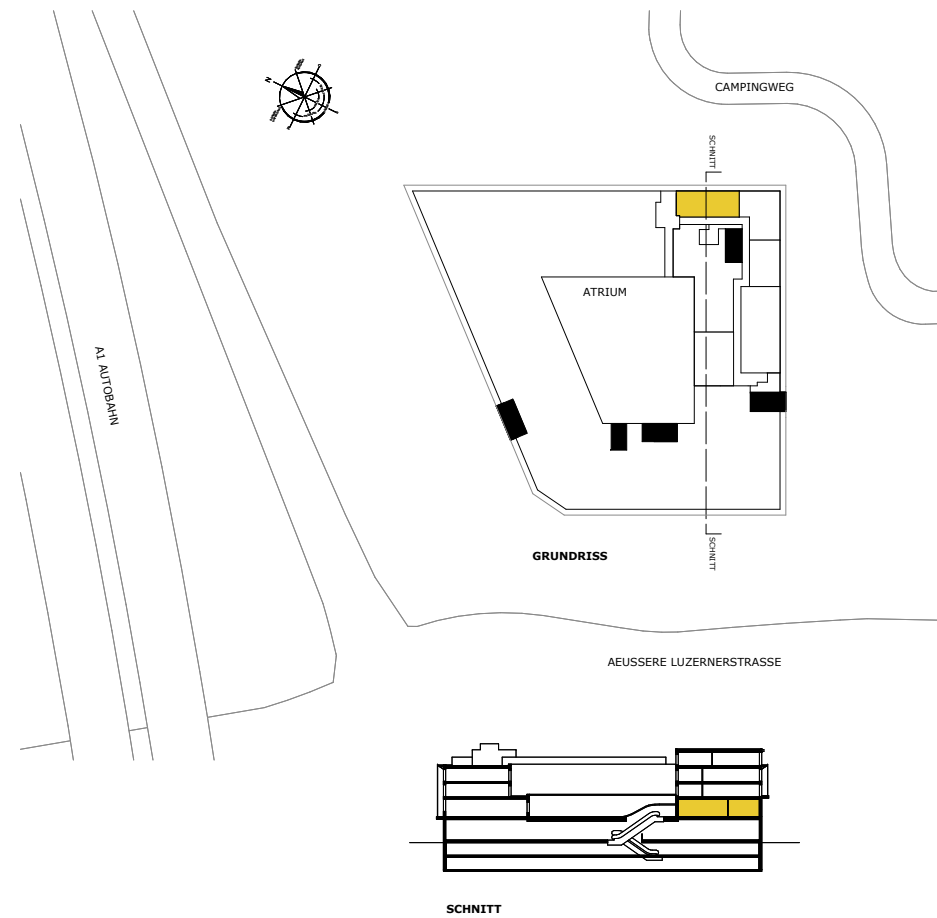 CAMPINGWEG
N
SCHNITT
ATRIUM
A1 AUTOBAHN
SCHNITT
GRUNDRISS
AEUSSERE LUZERNERSTRASSE
SCHNITT